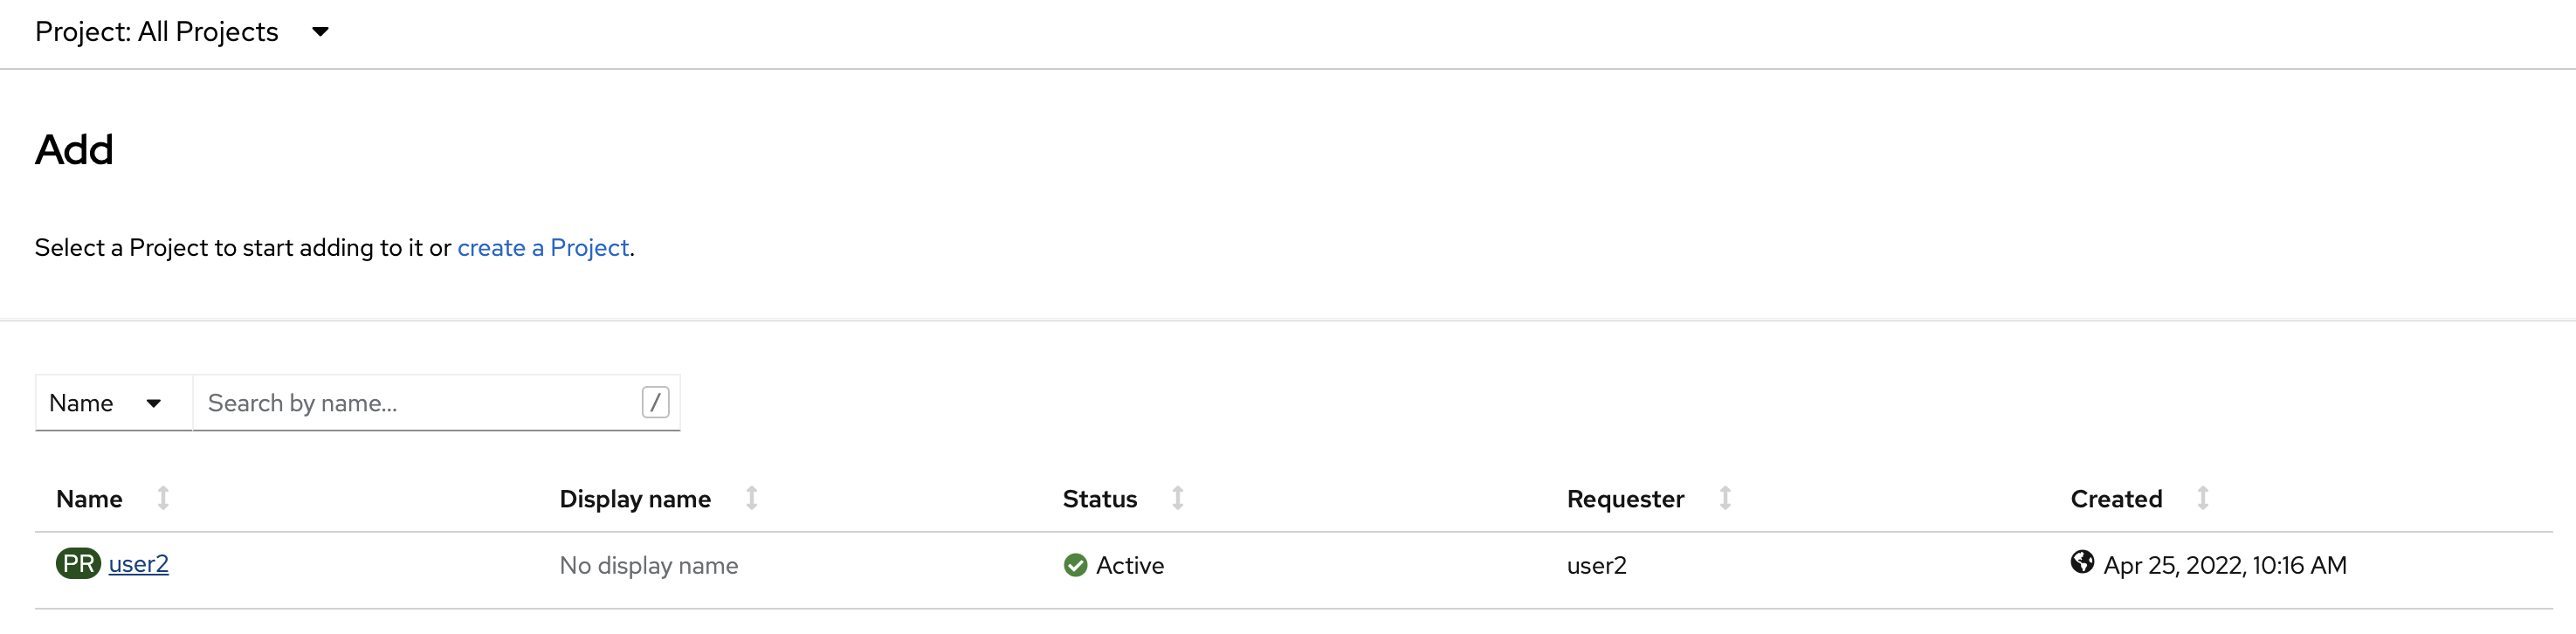 Project: All Projects
Add
Select a Project to start adding to it or create a Project.
Name Search by name... /
Name Display name Status Requester Created
PR user2 No display name Active user2 Apr 25, 2022, 10:16 AM